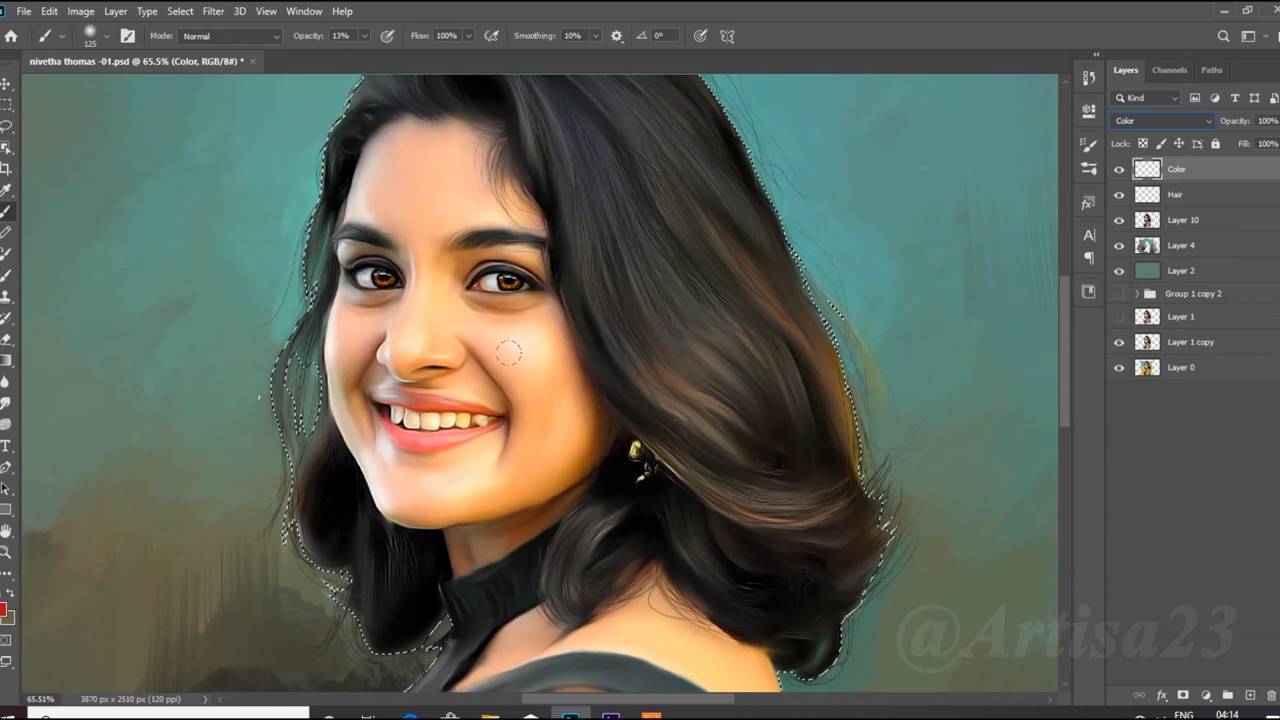 File Edit Image Layer Type Select Filter 3D View Window Help
125 Mode: Normal Opacity: 13% Flow: 100% Smoothing: 10% 0°
nivetha thomas -01.psd @ 65.5% (Color, RGB/8#) * ×
Layers Channels Paths
Kind
Color Opacity: 100%
Lock: Fill: 100%
Color
Hair
Layer 10
Layer 4
Layer 2
Group 1 copy 2
Layer 1
Layer 1 copy
Layer 0
@Artisa23
65.51% 3870 px x 2510 px (120 ppi)
ENG 04:14